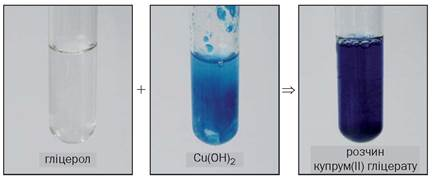 гліцерол
+
Cu(OH)₂
⇒
розчин
купрум(II) гліцерату